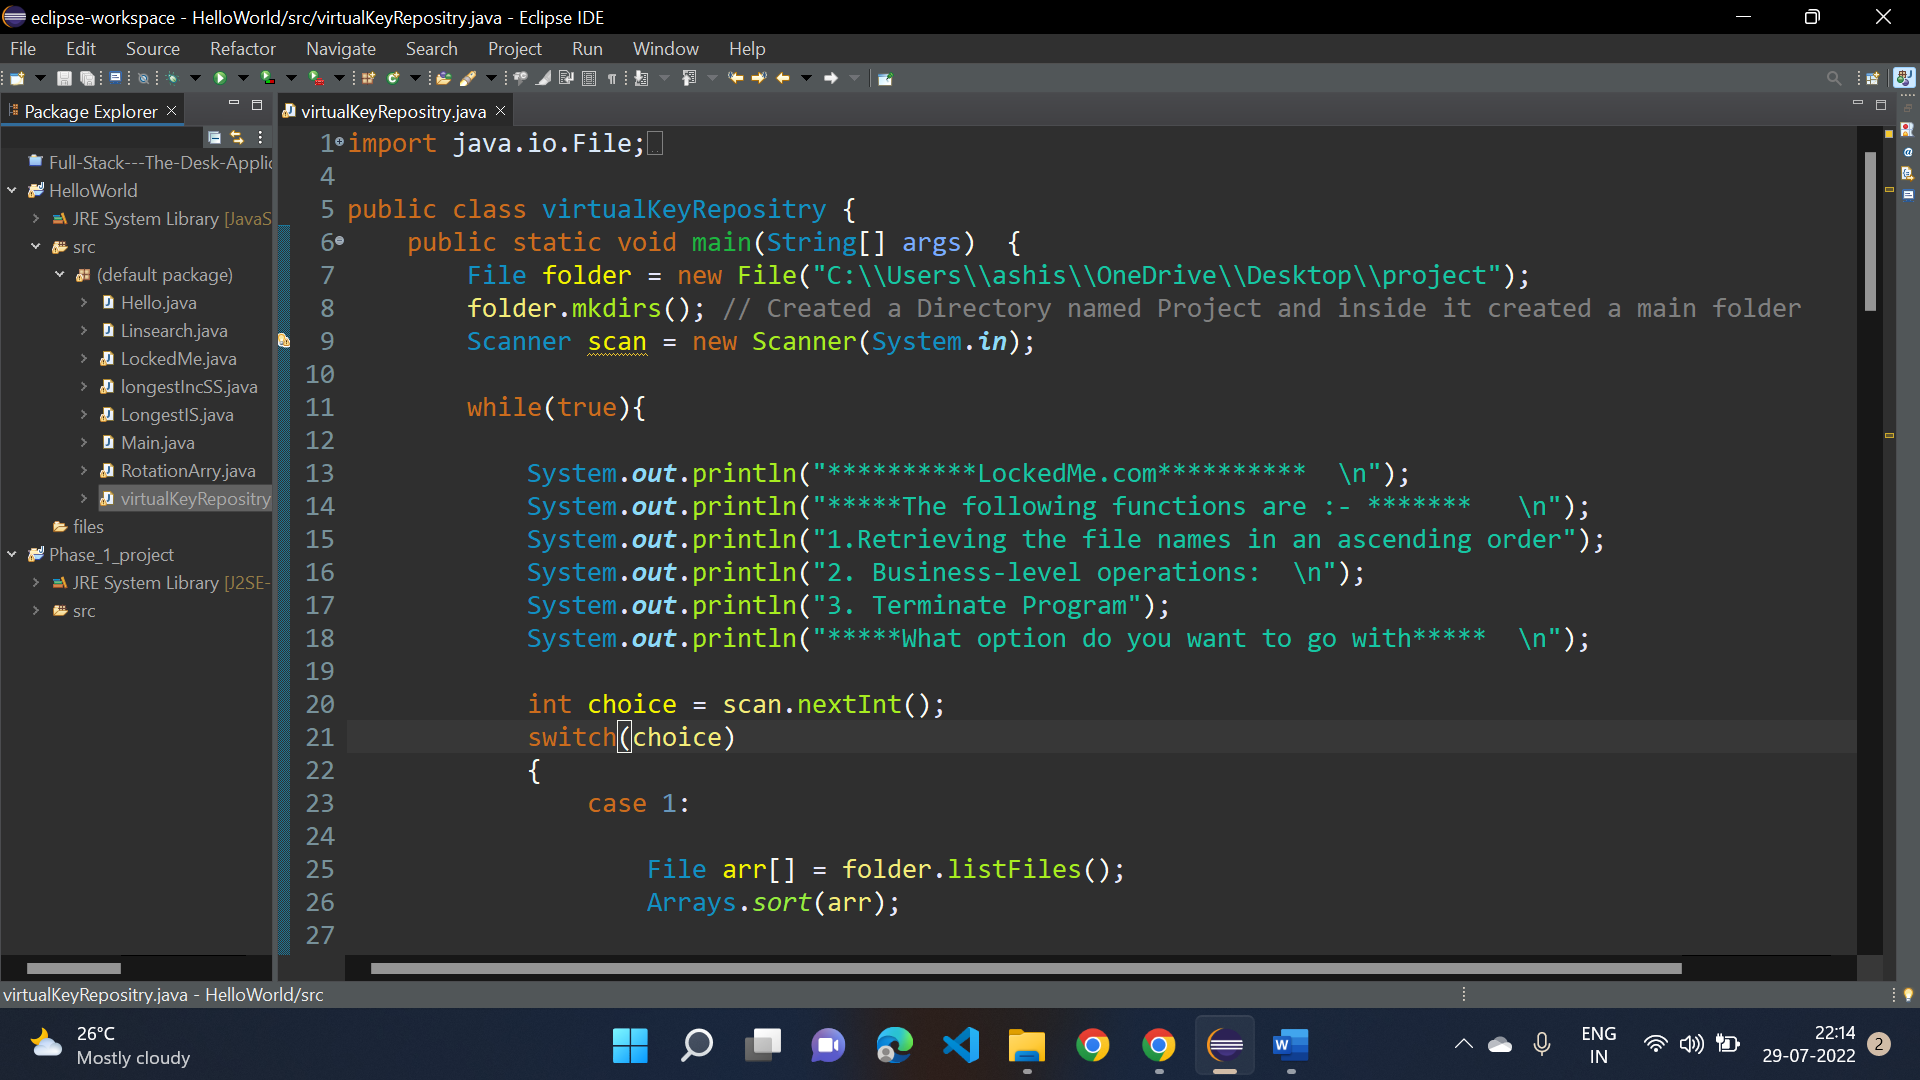 eclipse-workspace - HelloWorld/src/virtualKeyRepositry.java - Eclipse IDE
File Edit Source Refactor Navigate Search Project Run Window Help
Package Explorer
Full-Stack---The-Desk-Applic
HelloWorld
JRE System Library [JavaS
src
(default package)
Hello.java
Linsearch.java
LockedMe.java
longestIncSS.java
LongestIS.java
Main.java
RotationArry.java
virtualKeyRepositry
files
Phase_1_project
JRE System Library [J2SE-
src
virtualKeyRepositry.java
1 import java.io.File;
4
5 public class virtualKeyRepositry {
6 public static void main(String[] args)  {
7 File folder = new File("C:\\Users\\ashis\\OneDrive\\Desktop\\project");
8 folder.mkdirs(); // Created a Directory named Project and inside it created a main folder
9 Scanner scan = new Scanner(System.in);
10
11 while(true){
12
13 System.out.println("**********LockedMe.com**********  \n");
14 System.out.println("*****The following functions are :- *******   \n");
15 System.out.println("1.Retrieving the file names in an ascending order");
16 System.out.println("2. Business-level operations:  \n");
17 System.out.println("3. Terminate Program");
18 System.out.println("*****What option do you want to go with*****  \n");
19
20 int choice = scan.nextInt();
21 switch(choice)
22 {
23 case 1:
24
25 File arr[] = folder.listFiles();
26 Arrays.sort(arr);
27
virtualKeyRepositry.java - HelloWorld/src
26°C
Mostly cloudy
ENG
IN
22:14
29-07-2022
2